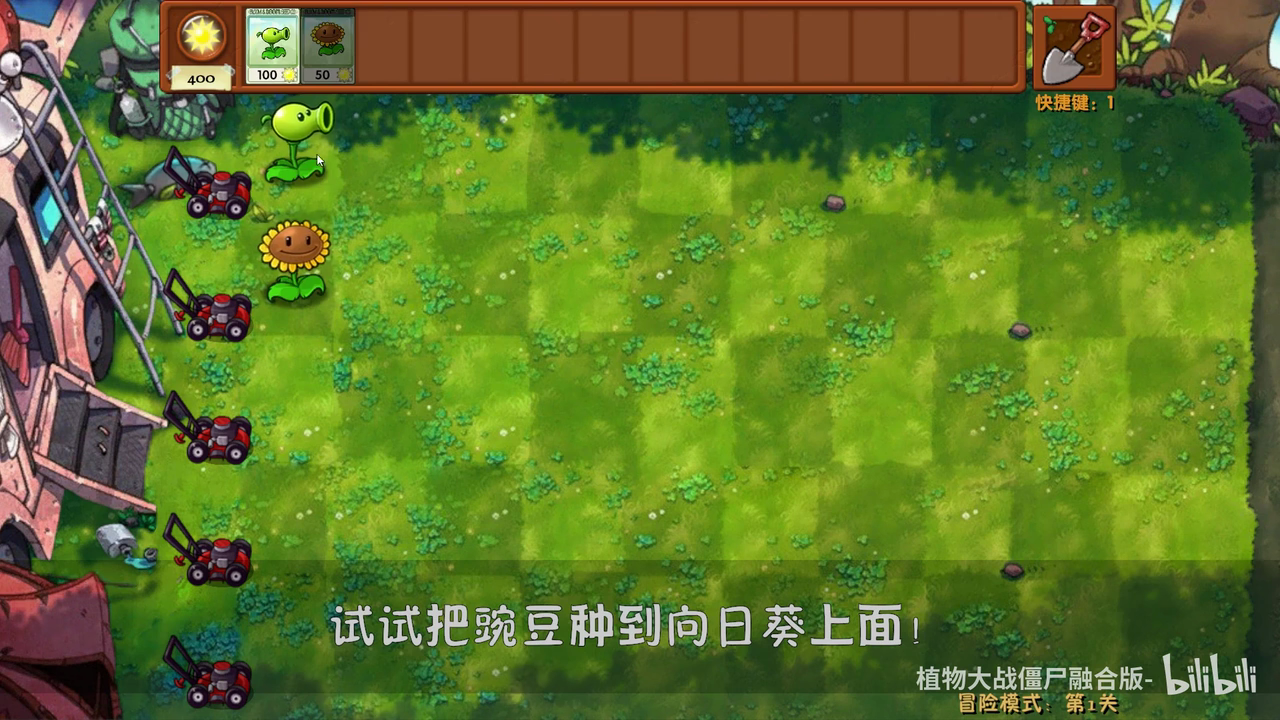 400
100
50
快捷键：1
试试把豌豆种到向日葵上面！
植物大战僵尸融合版-
bilibili
冒险模式：第1关